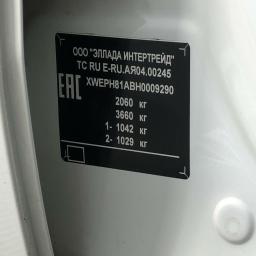 ООО "ЭЛЛАДА ИНТЕРТРЕЙД"
TC RU E-RU.АЯ04.00245
XWEPH81ABH0009290
EAC
2060 кг
3660 кг
1- 1042 кг
2- 1029 кг